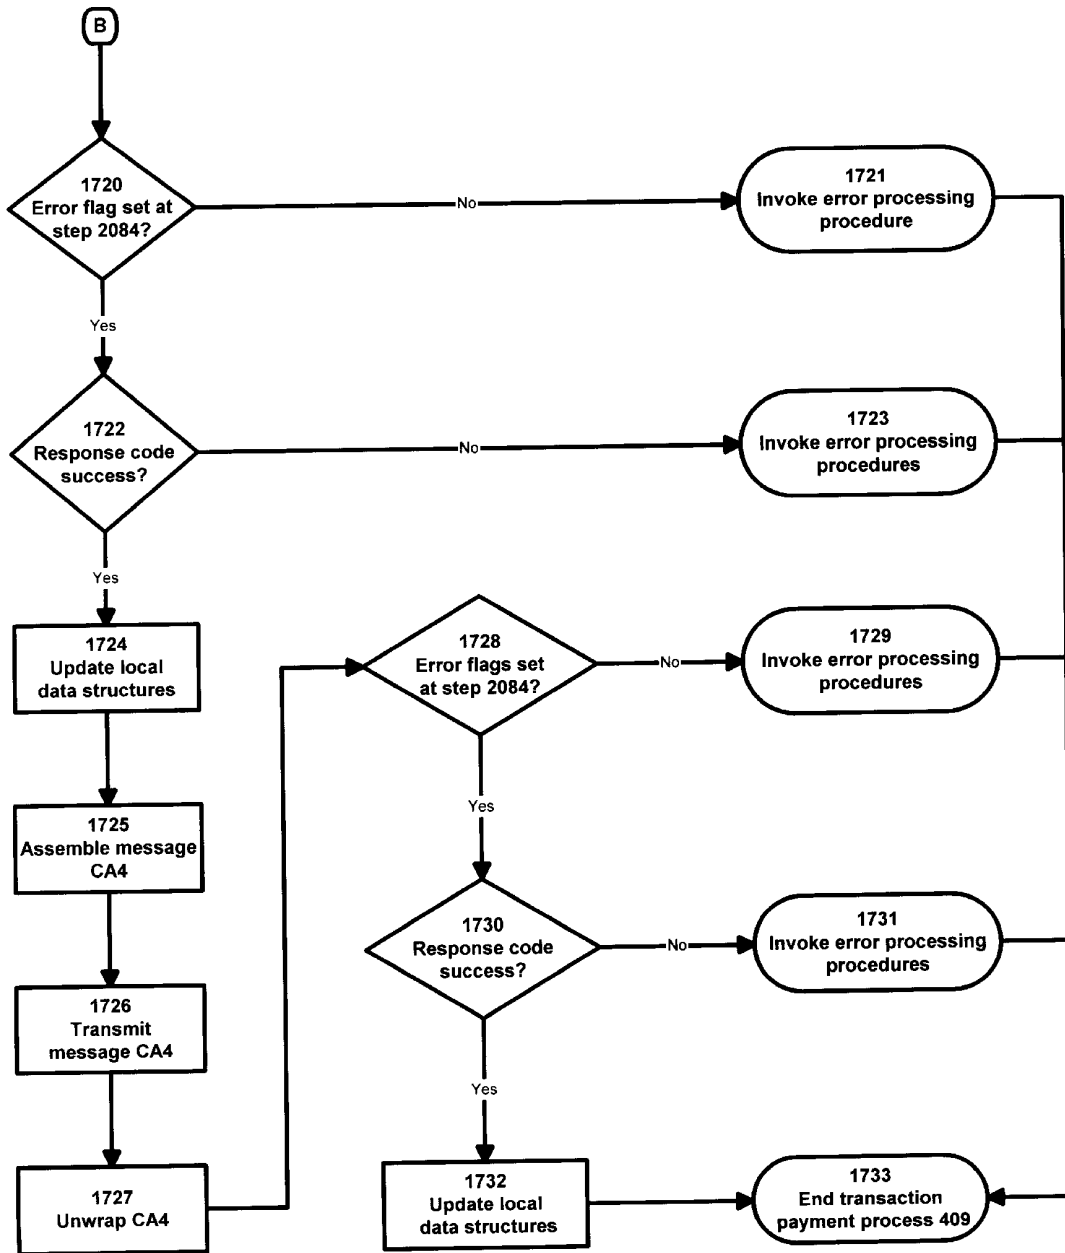 B
1720
Error flag set at
step 2084?
No
1721
Invoke error processing
procedure
Yes
1722
Response code
success?
No
1723
Invoke error processing
procedures
Yes
1724
Update local
data structures
1725
Assemble message
CA4
1726
Transmit
message CA4
1727
Unwrap CA4
1728
Error flags set
at step 2084?
No
1729
Invoke error processing
procedures
Yes
1730
Response code
success?
No
1731
Invoke error processing
procedures
Yes
1732
Update local
data structures
1733
End transaction
payment process 409